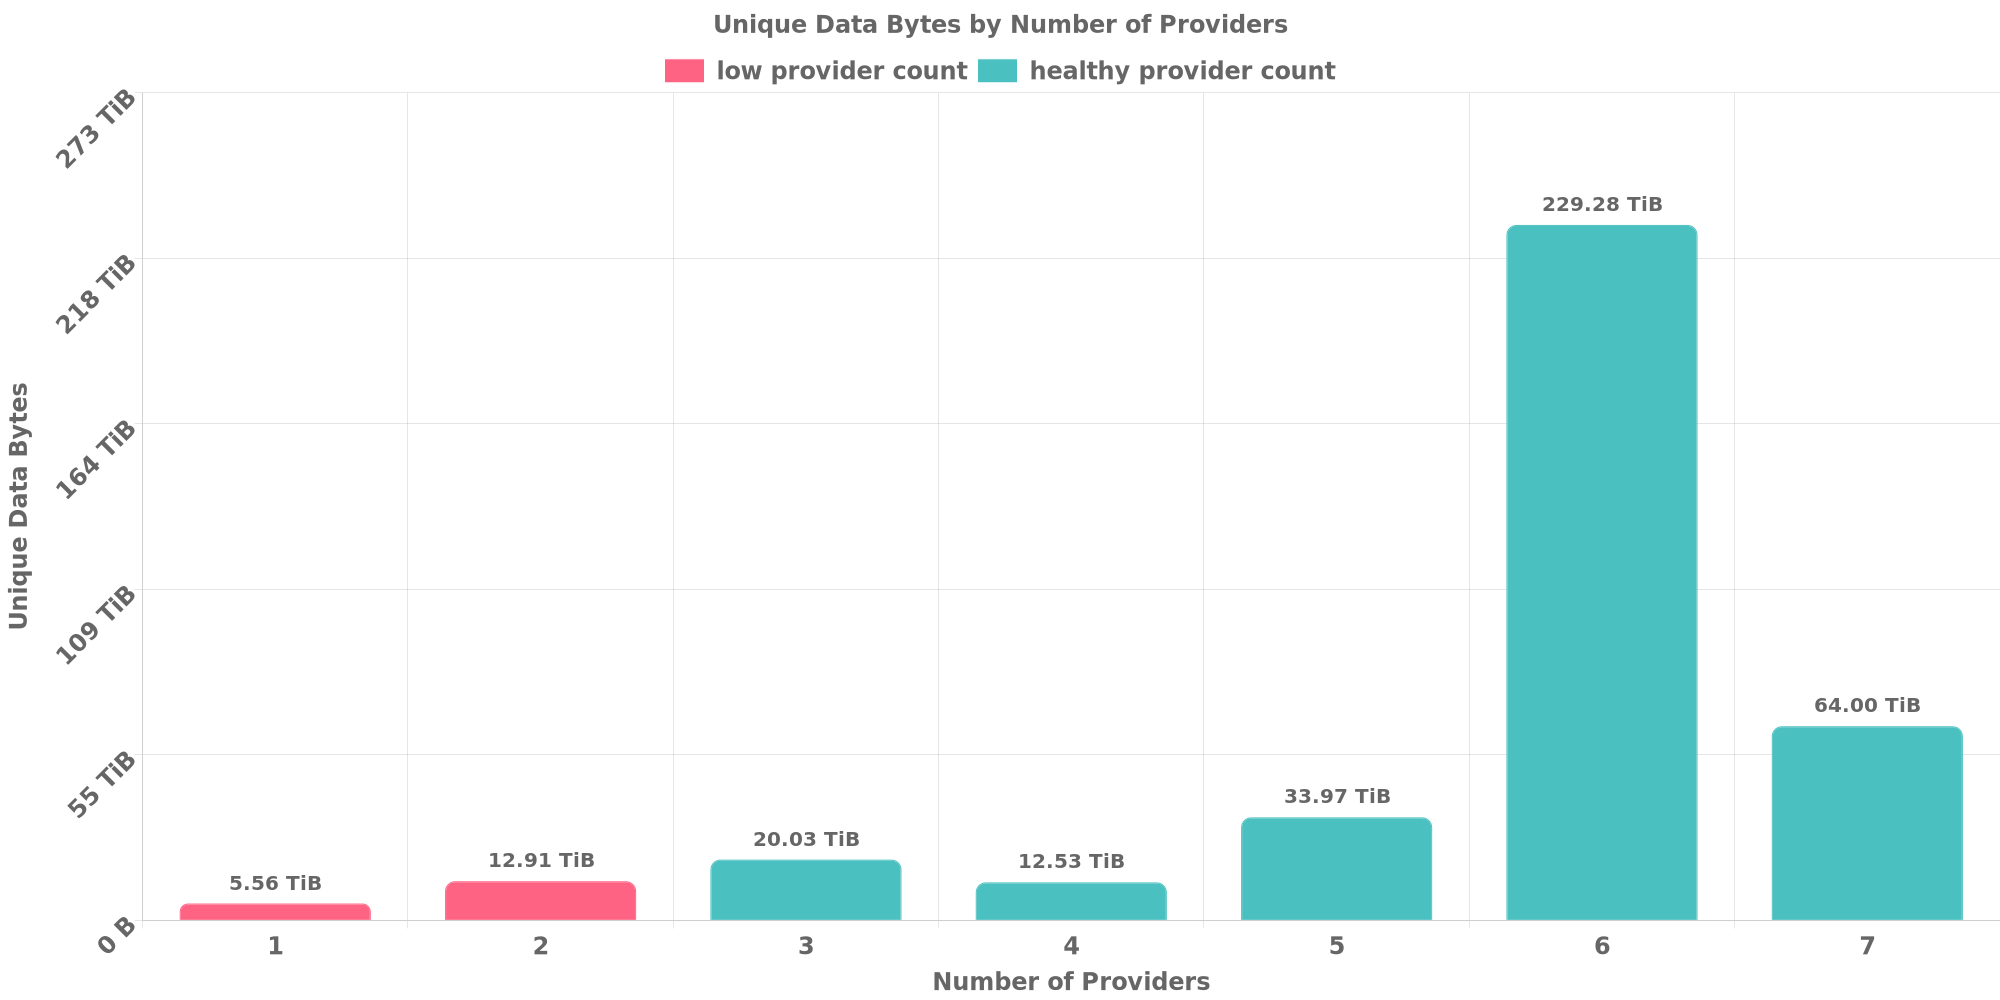 Unique Data Bytes by Number of Providers
low provider count healthy provider count
273 TiB
218 TiB
164 TiB
109 TiB
55 TiB
0 B
Unique Data Bytes
5.56 TiB
12.91 TiB
20.03 TiB
12.53 TiB
33.97 TiB
229.28 TiB
64.00 TiB
1 2 3 4 5 6 7
Number of Providers